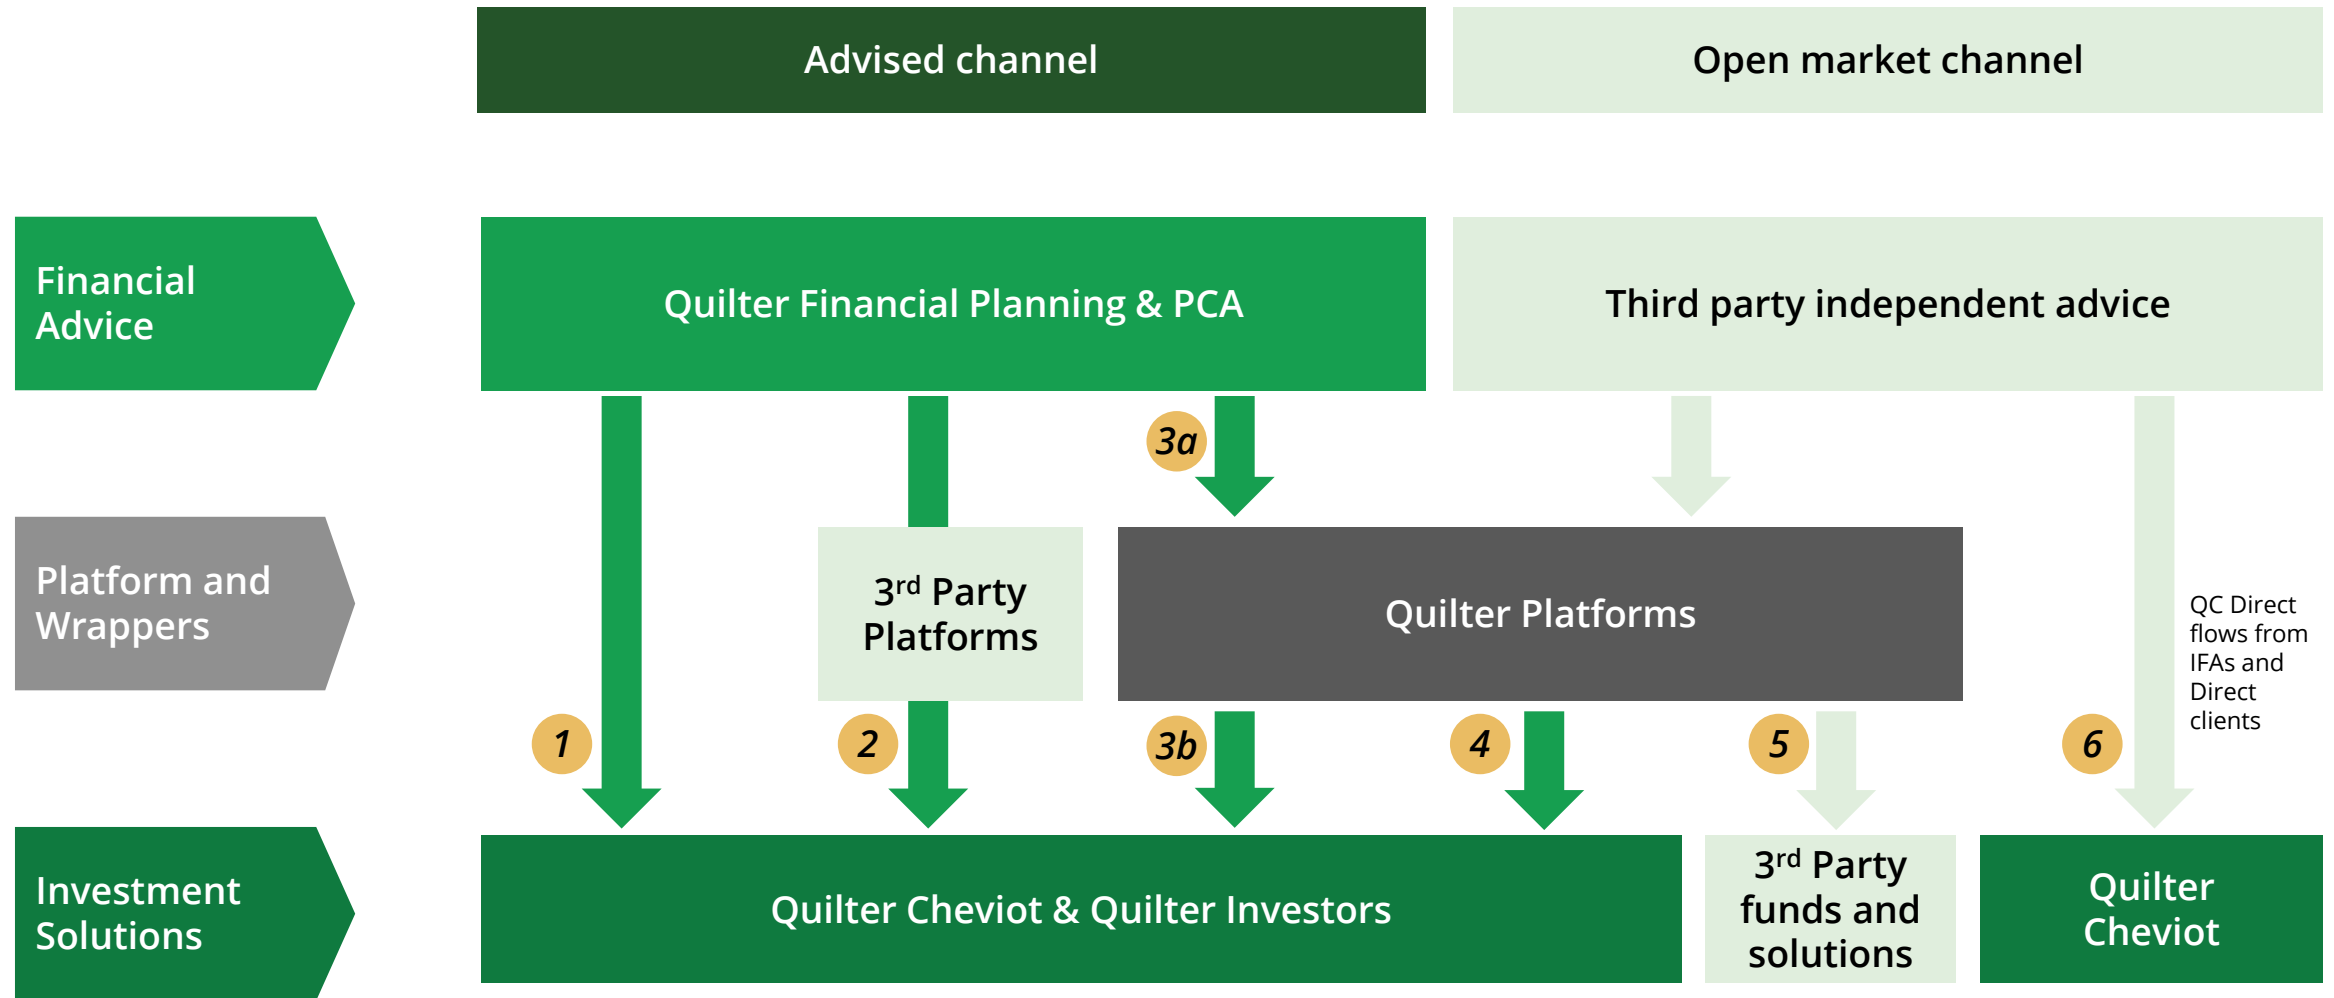 Advised channel
Open market channel
Financial
Advice
Quilter Financial Planning & PCA
Third party independent advice
3a
Platform and
Wrappers
3rd Party
Platforms
Quilter Platforms
QC Direct
flows from
IFAs and
Direct
clients
1
2
3b
4
5
6
Investment
Solutions
Quilter Cheviot & Quilter Investors
3rd Party
funds and
solutions
Quilter
Cheviot